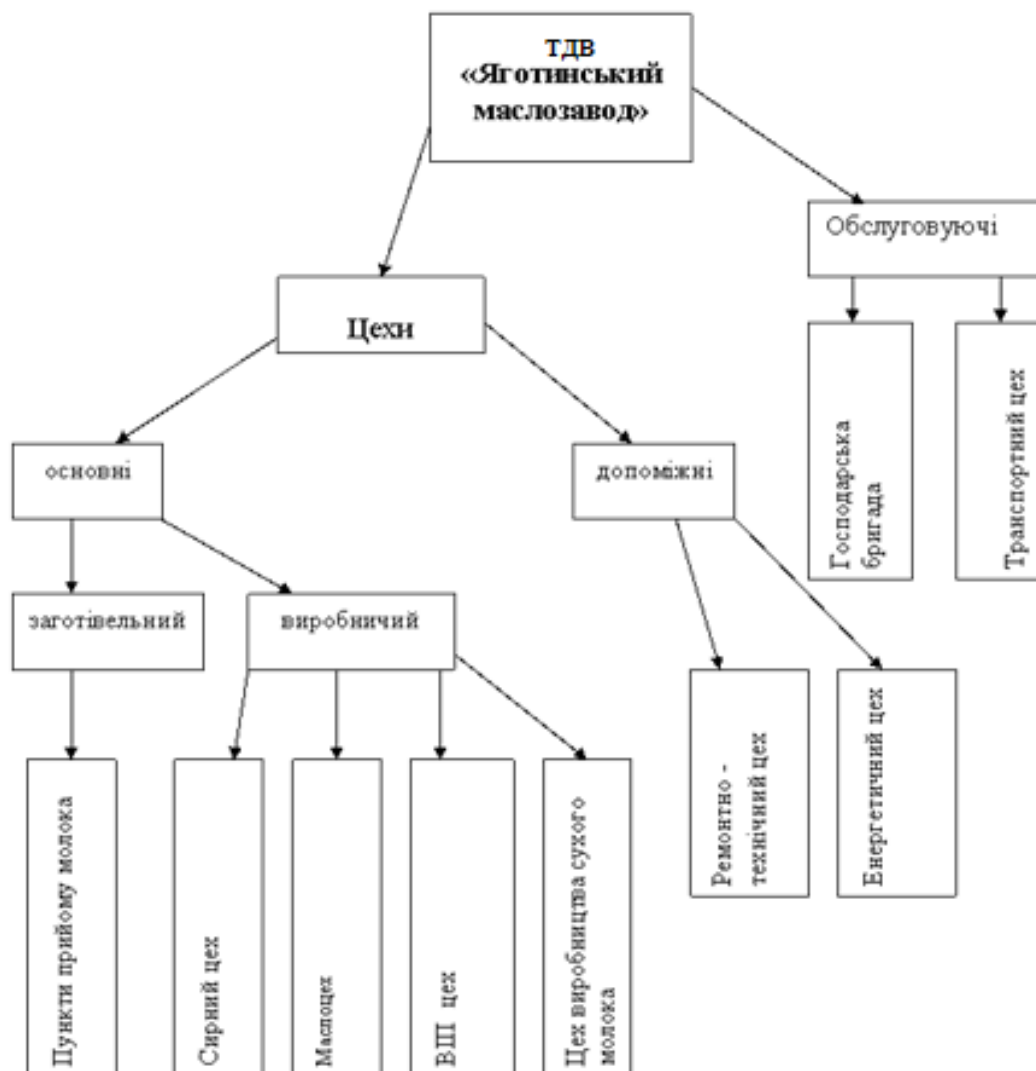 ТДВ
«Яготинський
маслозавод»
Обслуговуючі
Цехи
Господарська
бригада
Транспортний цех
основні
допоміжні
заготівельний
виробничий
Ремонтно -
технічний цех
Енергетичний цех
Пункти прийому молока
Сирний цех
Маслоцех
ВПП цех
Цех виробництва сухого
молока